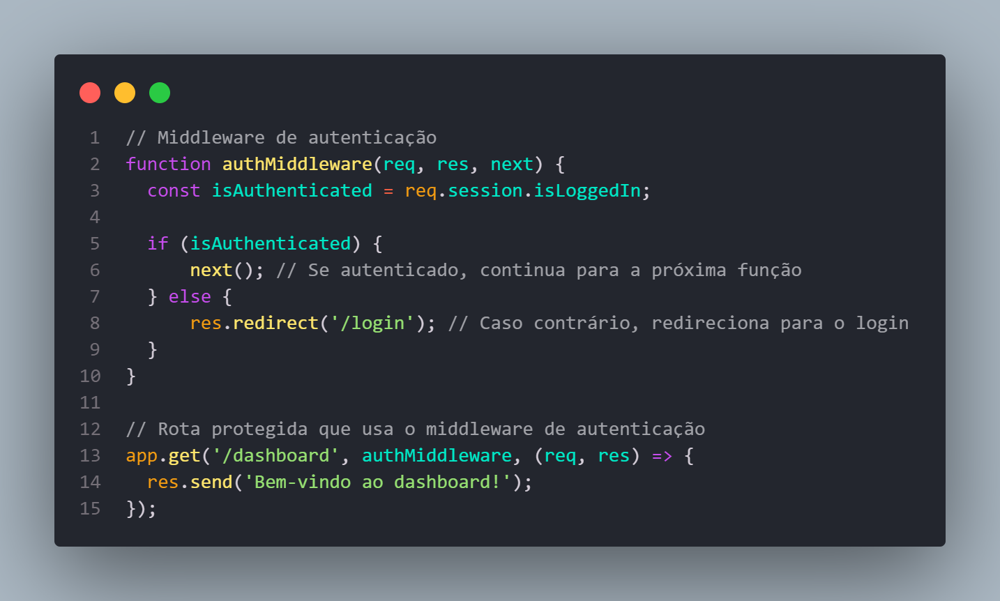 1 // Middleware de autenticação
2 function authMiddleware(req, res, next) {
3   const isAuthenticated = req.session.isLoggedIn;
4
5   if (isAuthenticated) {
6       next(); // Se autenticado, continua para a próxima função
7   } else {
8       res.redirect('/login'); // Caso contrário, redireciona para o login
9   }
10 }
11
12 // Rota protegida que usa o middleware de autenticação
13 app.get('/dashboard', authMiddleware, (req, res) => {
14   res.send('Bem-vindo ao dashboard!');
15 });